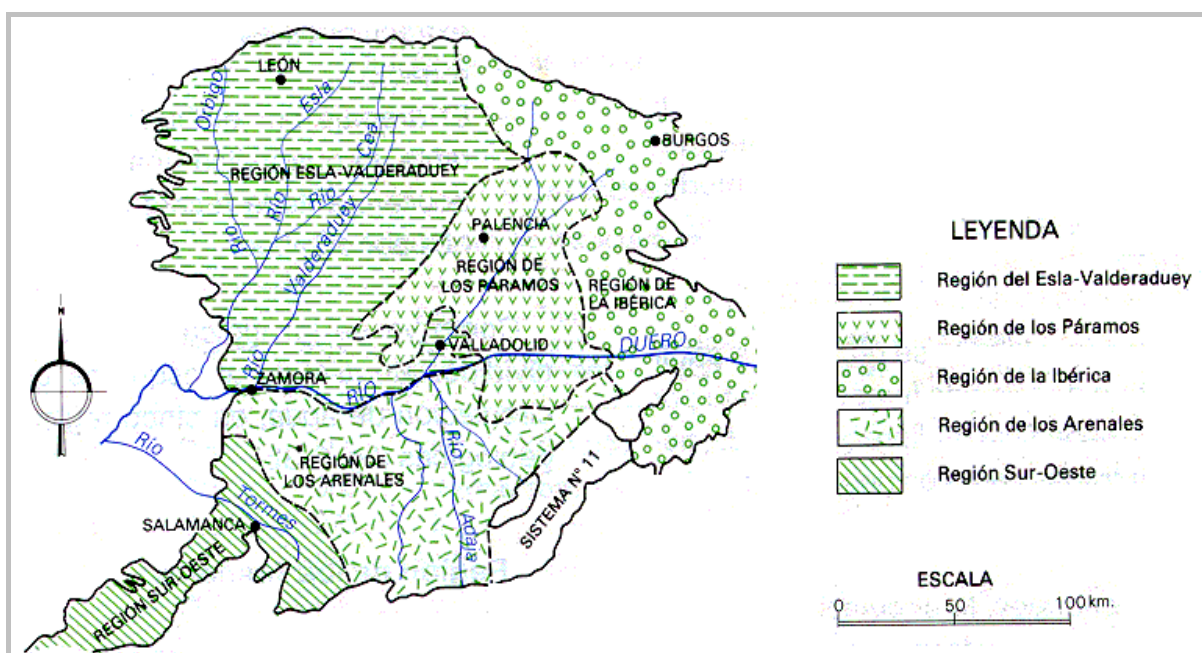 LEÓN
Orbigo
Esla
Cea
BURGOS
REGIÓN ESLA-VALDERADUEY
Río
Río
Río
Valderaduey
PALENCIA
REGIÓN DE
LOS PÁRAMOS
REGIÓN DE
LA IBÉRICA
VALLADOLID
DUERO
Río
ZAMORA
RÍO
N
Río
Río
REGIÓN DE
LOS ARENALES
Tormes
SALAMANCA
Adaja
SISTEMA Nº 11
REGIÓN SUR-OESTE
LEYENDA
Región del Esla-Valderaduey
Región de los Páramos
Región de la Ibérica
Región de los Arenales
Región Sur-Oeste
ESCALA
0 50 100 km.